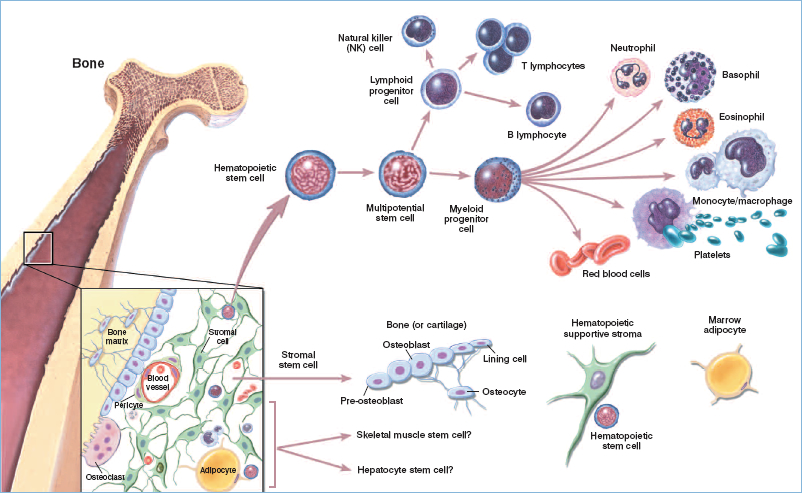 Bone
Natural killer
(NK) cell
T lymphocytes
Lymphoid
progenitor
cell
B lymphocyte
Neutrophil
Basophil
Eosinophil
Hematopoietic
stem cell
Multipotential
stem cell
Myeloid
progenitor
cell
Monocyte/macrophage
Platelets
Red blood cells
Bone
matrix
Stromal
cell
Blood
vessel
Pericyte
Osteoclast
Adipocyte
Stromal
stem cell
Bone (or cartilage)
Osteoblast
Lining cell
Pre-osteoblast
Osteocyte
Skeletal muscle stem cell?
Hepatocyte stem cell?
Hematopoietic
supportive stroma
Hematopoietic
stem cell
Marrow
adipocyte